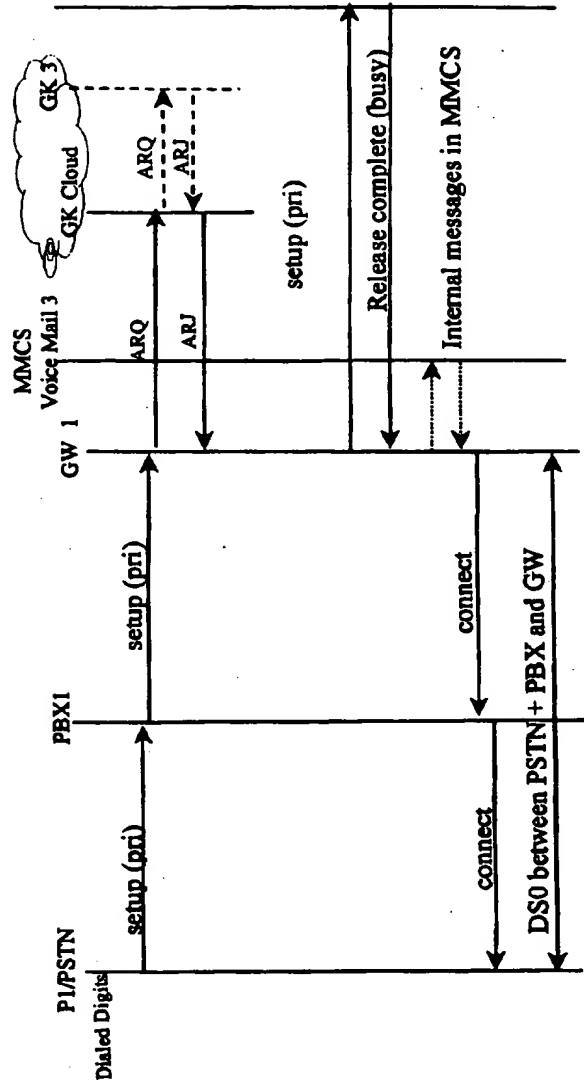 P1/PSTN
Dialed Digits
PBX1
GW 1
MMCS
Voice Mail 3
GK Cloud
GK 3
setup (pri)
setup (pri)
ARQ
ARQ
ARJ
ARJ
setup (pri)
Release complete (busy)
Internal messages in MMCS
connect
connect
DS0 between PSTN + PBX and GW